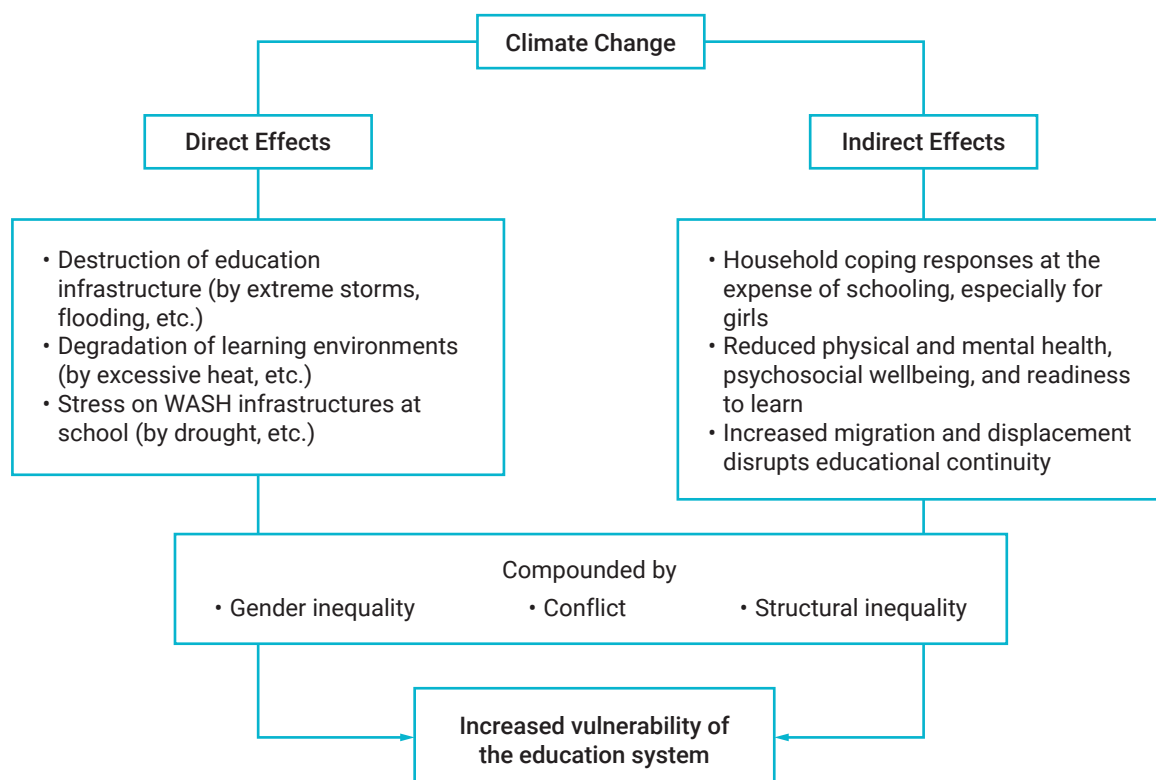 Climate Change
Direct Effects
Indirect Effects
• Destruction of education
infrastructure (by extreme storms,
flooding, etc.)
• Degradation of learning environments
(by excessive heat, etc.)
• Stress on WASH infrastructures at
school (by drought, etc.)
• Household coping responses at the
expense of schooling, especially for
girls
• Reduced physical and mental health,
psychosocial wellbeing, and readiness
to learn
• Increased migration and displacement
disrupts educational continuity
Compounded by
• Gender inequality • Conflict • Structural inequality
Increased vulnerability of
the education system